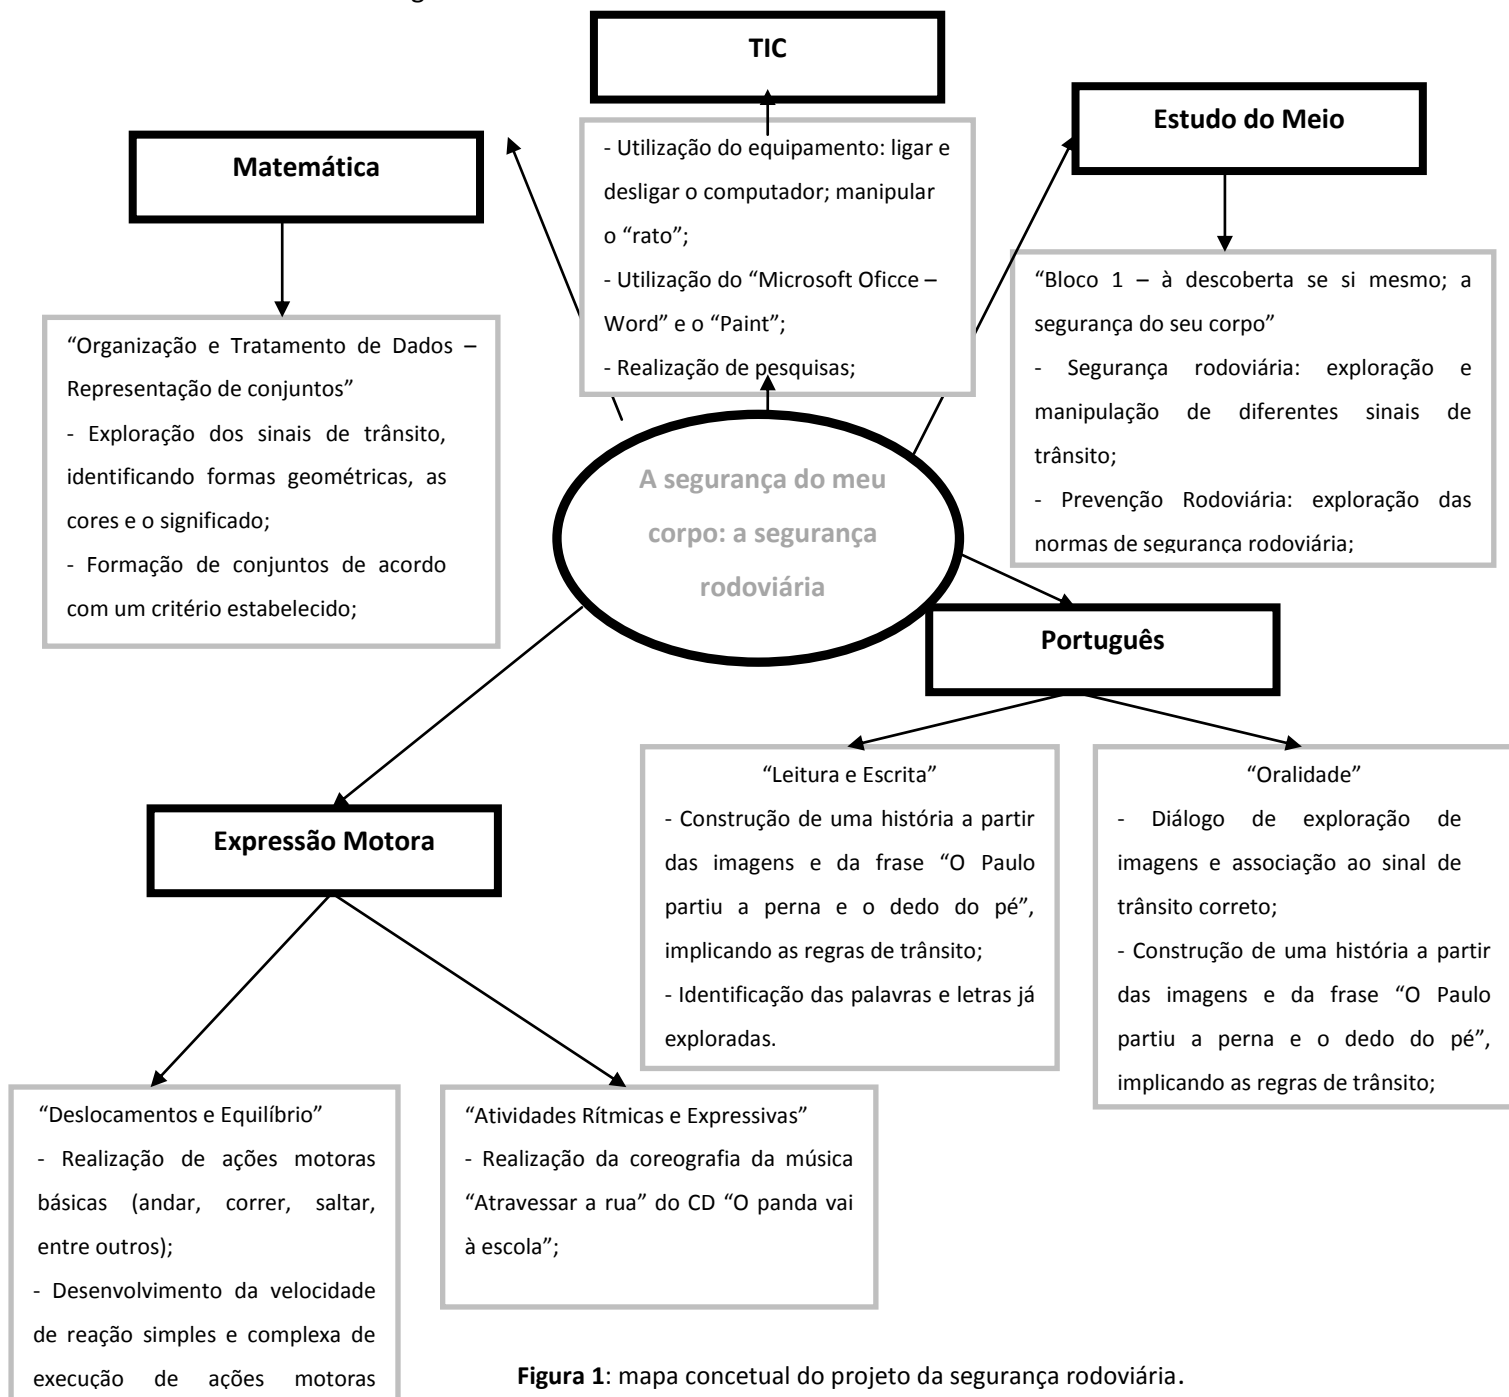 TIC
- Utilização do equipamento: ligar e
desligar o computador; manipular
o “rato”;
- Utilização do “Microsoft Oficce –
Word” e o “Paint”;
- Realização de pesquisas;
Estudo do Meio
“Bloco 1 – à descoberta se si mesmo; a
segurança do seu corpo”
- Segurança rodoviária: exploração e
manipulação de diferentes sinais de
trânsito;
- Prevenção Rodoviária: exploração das
normas de segurança rodoviária;
Matemática
“Organização e Tratamento de Dados –
Representação de conjuntos”
- Exploração dos sinais de trânsito,
identificando formas geométricas, as
cores e o significado;
- Formação de conjuntos de acordo
com um critério estabelecido;
A segurança do meu
corpo: a segurança
rodoviária
Português
“Leitura e Escrita”
- Construção de uma história a partir
das imagens e da frase “O Paulo
partiu a perna e o dedo do pé”,
implicando as regras de trânsito;
- Identificação das palavras e letras já
exploradas.
“Oralidade”
- Diálogo de exploração de
imagens e associação ao sinal de
trânsito correto;
- Construção de uma história a partir
das imagens e da frase “O Paulo
partiu a perna e o dedo do pé”,
implicando as regras de trânsito;
Expressão Motora
“Deslocamentos e Equilíbrio”
- Realização de ações motoras
básicas (andar, correr, saltar,
entre outros);
- Desenvolvimento da velocidade
de reação simples e complexa de
execução de ações motoras
“Atividades Rítmicas e Expressivas”
- Realização da coreografia da música
“Atravessar a rua” do CD “O panda vai
à escola”;
Figura 1: mapa concetual do projeto da segurança rodoviária.